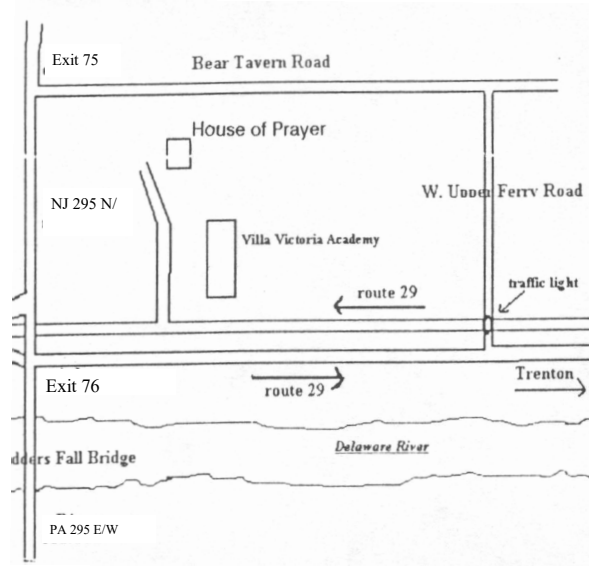 Exit 75
Bear Tavern Road
House of Prayer
NJ 295 N/
W. Upper Ferry Road
Villa Victoria Academy
traffic light
route 29
Exit 76
route 29
Trenton
Delaware River
dders Fall Bridge
PA 295 E/W